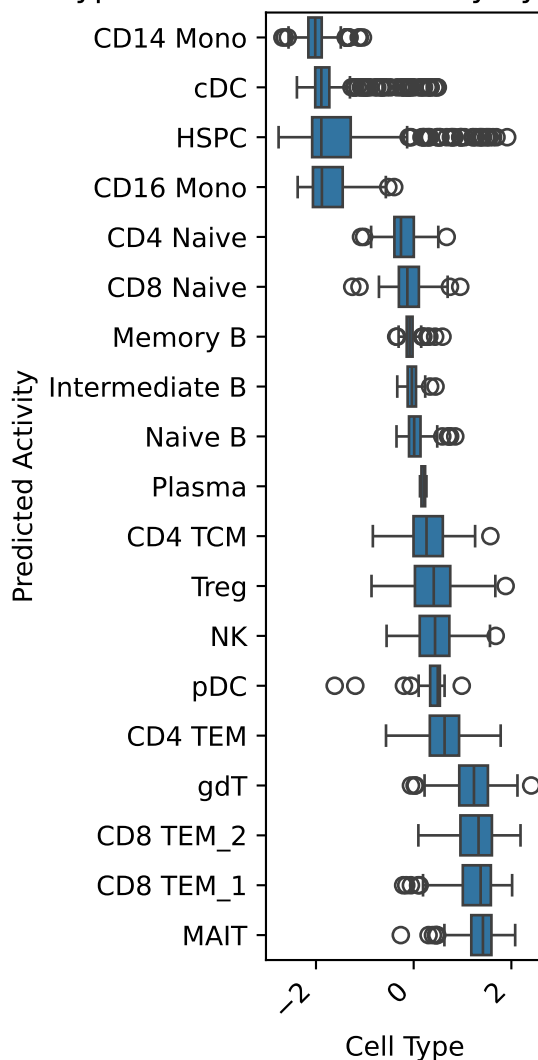 CD14 Mono
cDC
HSPC
CD16 Mono
CD4 Naive
CD8 Naive
Memory B
Intermediate B
Naive B
Plasma
CD4 TCM
Treg
NK
pDC
CD4 TEM
gdT
CD8 TEM_2
CD8 TEM_1
MAIT
Predicted Activity
−2
0
2
Cell Type